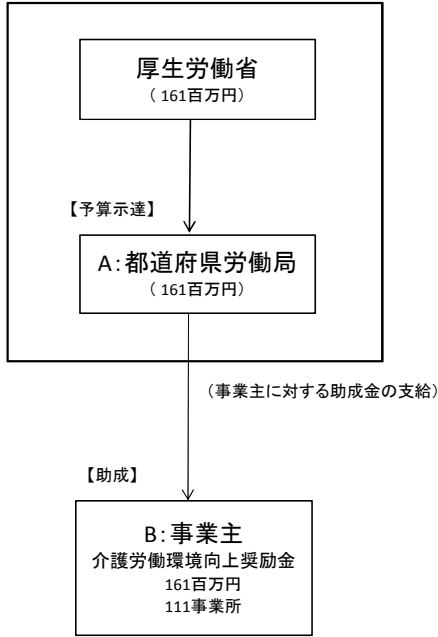 厚生労働省
（ 161百万円）
【予算示達】
A：都道府県労働局
（ 161百万円）
（事業主に対する助成金の支給）
【助成】
B：事業主
介護労働環境向上奨励金
161百万円
111事業所